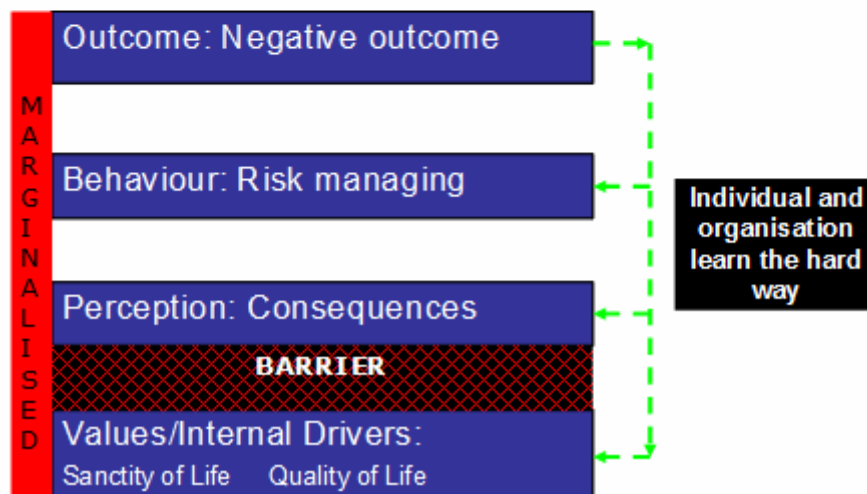 MARGINALISED
Outcome: Negative outcome
Behaviour: Risk managing
Perception: Consequences
BARRIER
Values/Internal Drivers:
Sanctity of Life Quality of Life
Individual and
organisation
learn the hard
way